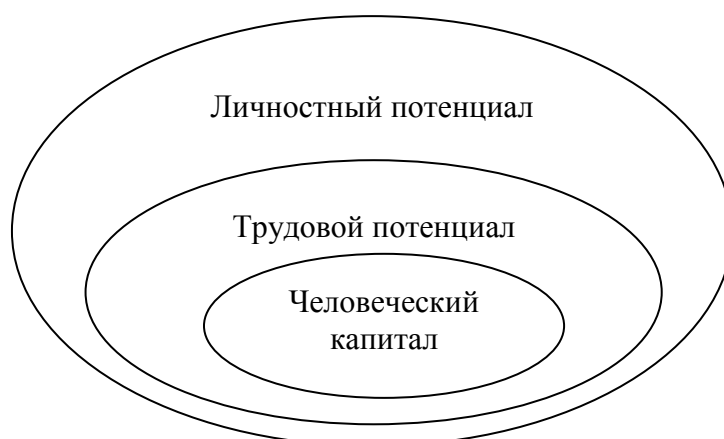 Личностный потенциал
Трудовой потенциал
Человеческий
капитал